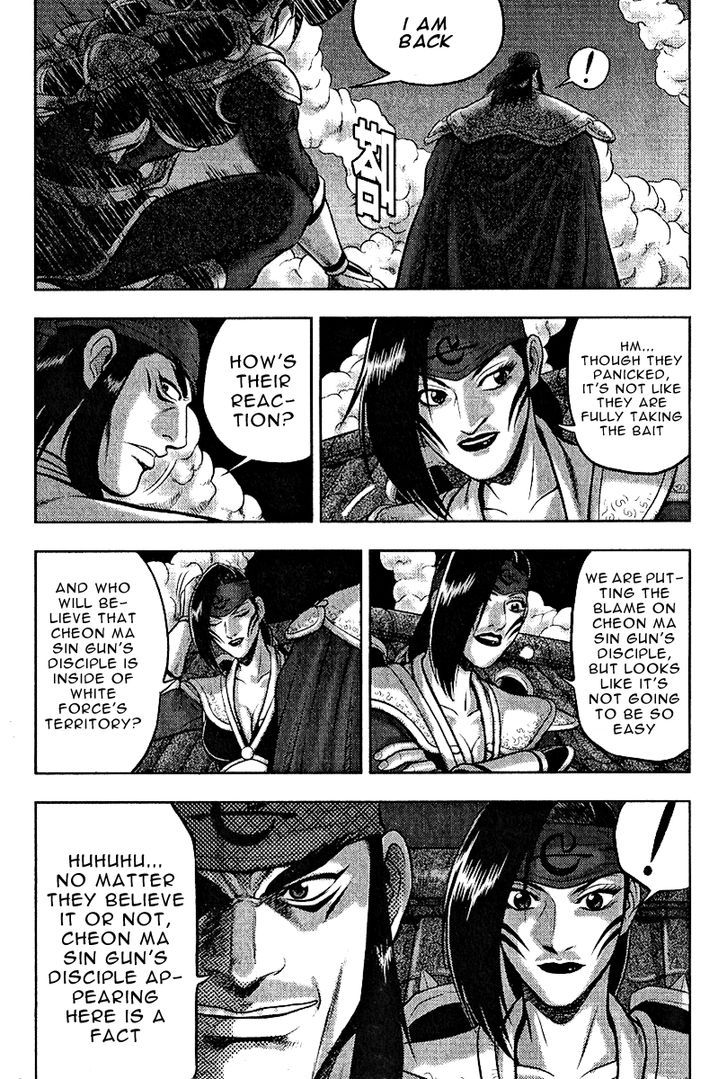 I AM
BACK
!
HOW'S
THEIR
REAC-
TION?
HM...
THOUGH THEY
PANICKED,
IT'S NOT LIKE
THEY ARE
FULLY TAKING
THE BAIT
AND WHO
WILL BE-
LIEVE THAT
CHEON MA
SIN GUN'S
DISCIPLE IS
INSIDE OF
WHITE
FORCE'S
TERRITORY?
WE ARE PUT-
TING THE
BLAME ON
CHEON MA
SIN GUN'S
DISCIPLE,
BUT LOOKS
LIKE IT'S
NOT GOING
TO BE SO
EASY
HUHUHU...
NO MATTER
THEY BELIEVE
IT OR NOT,
CHEON MA
SIN GUN'S
DISCIPLE AP-
PEARING
HERE IS A
FACT
!